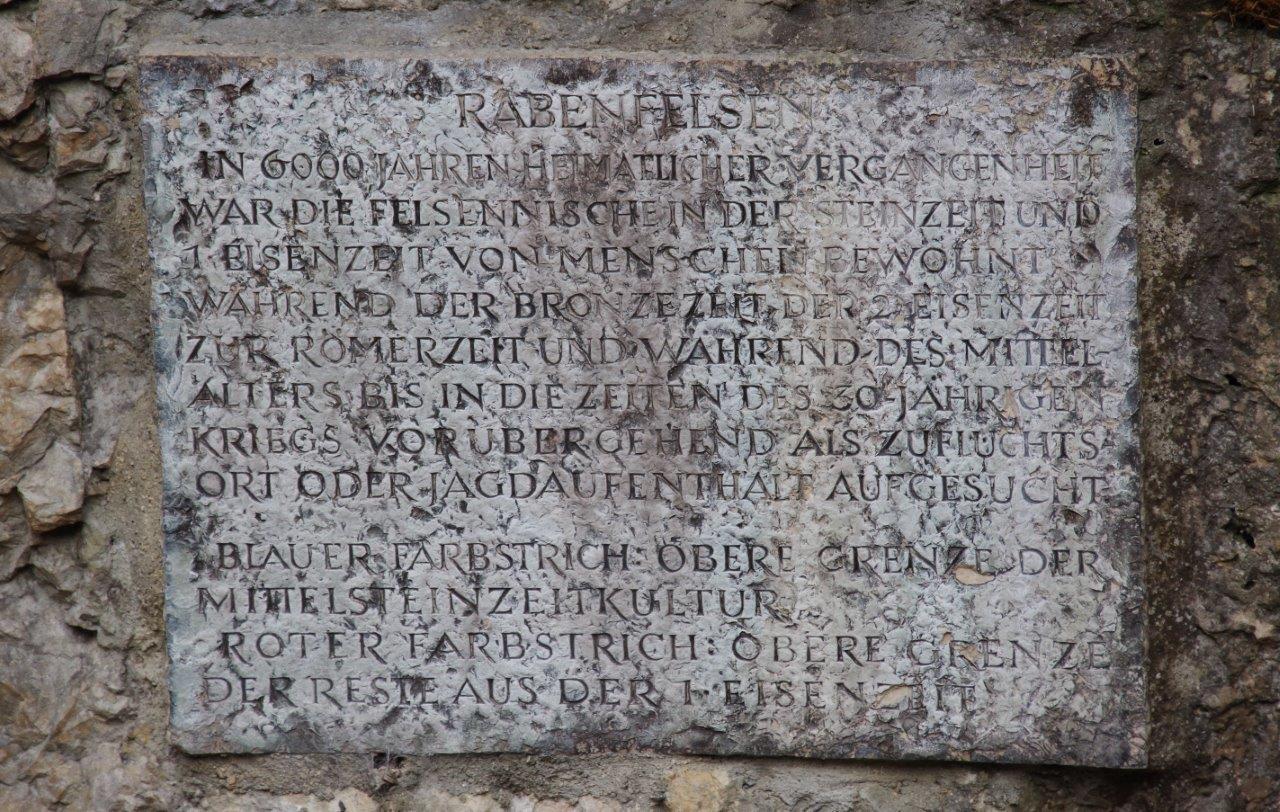 RABENFELSEN
IN 6000 JAHREN HEIMATLICHER VERGANGENHEIT
WAR DIE FELSENNISCHE IN DER STEINZEIT UND
1·EISENZEIT VON MENSCHEN BEWOHNT,
WÄHREND DER BRONZEZEIT, DER 2·EISENZEIT
ZUR RÖMERZEIT UND WÄHREND DES MITTEL-
ALTERS BIS IN DIE ZEITEN DES 30-JÄHRIGEN
KRIEGS VORÜBERGEHEND ALS ZUFLUCHTS-
ORT ODER JAGDAUFENTHALT AUFGESUCHT
BLAUER FARBSTRICH: OBERE GRENZE DER
MITTELSTEINZEITKULTUR,
ROTER FARBSTRICH: OBERE GRENZE
DER RESTE AUS DER 1·EISENZEIT